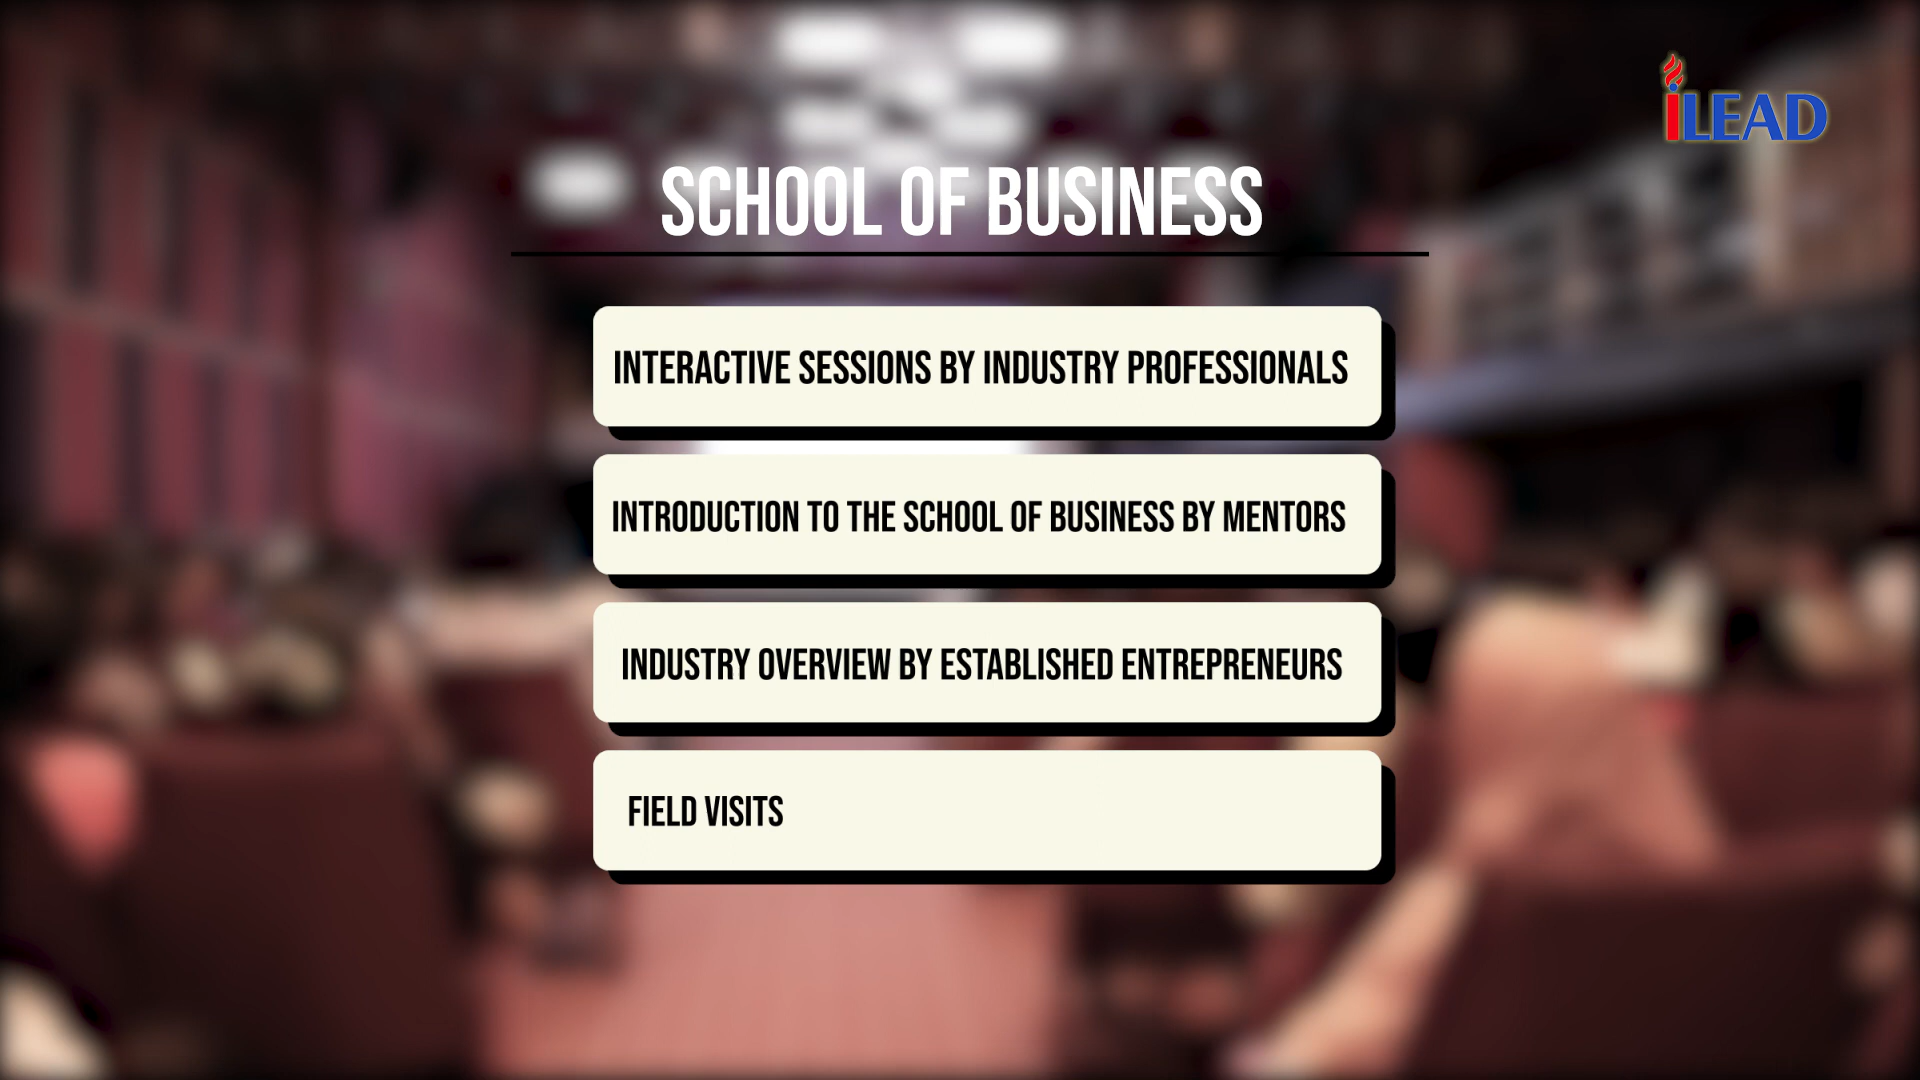 iLEAD
SCHOOL OF BUSINESS
INTERACTIVE SESSIONS BY INDUSTRY PROFESSIONALS
INTRODUCTION TO THE SCHOOL OF BUSINESS BY MENTORS
INDUSTRY OVERVIEW BY ESTABLISHED ENTREPRENEURS
FIELD VISITS